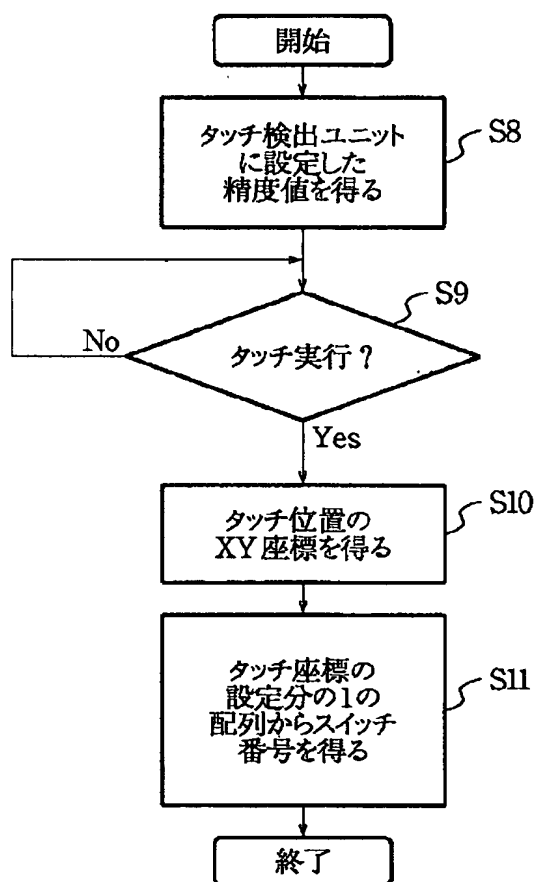 開始
タッチ検出ユニット
に設定した
精度値を得る
S8
S9
タッチ実行？
No
Yes
タッチ位置の
XY座標を得る
S10
タッチ座標の
設定分の1の
配列からスイッチ
番号を得る
S11
終了